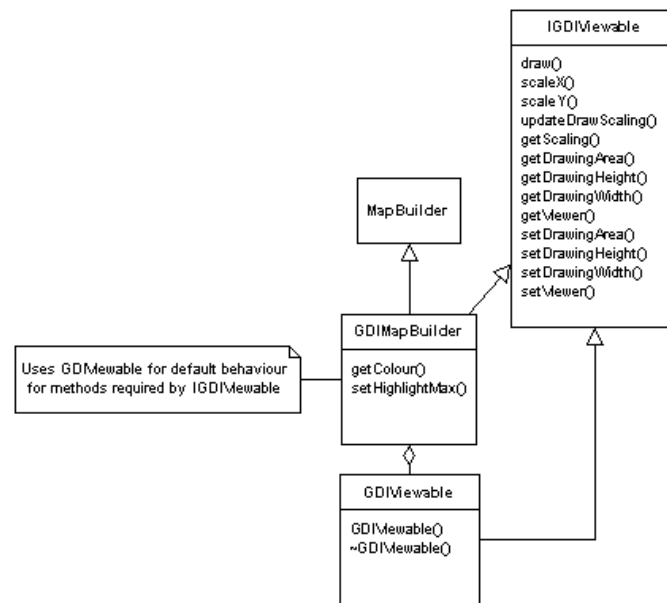 IGDIViewable
draw()
scaleX()
scaleY()
updateDrawScaling()
getScaling()
getDrawingArea()
getDrawingHeight()
getDrawingWidth()
getViewer()
setDrawingArea()
setDrawingHeight()
setDrawingWidth()
setViewer()
MapBuilder
GDIMapBuilder
getColour()
setHighlightMax()
Uses GDIViewable for default behaviour
for methods required by IGDIViewable
GDIViewable
GDIViewable()
~GDIViewable()